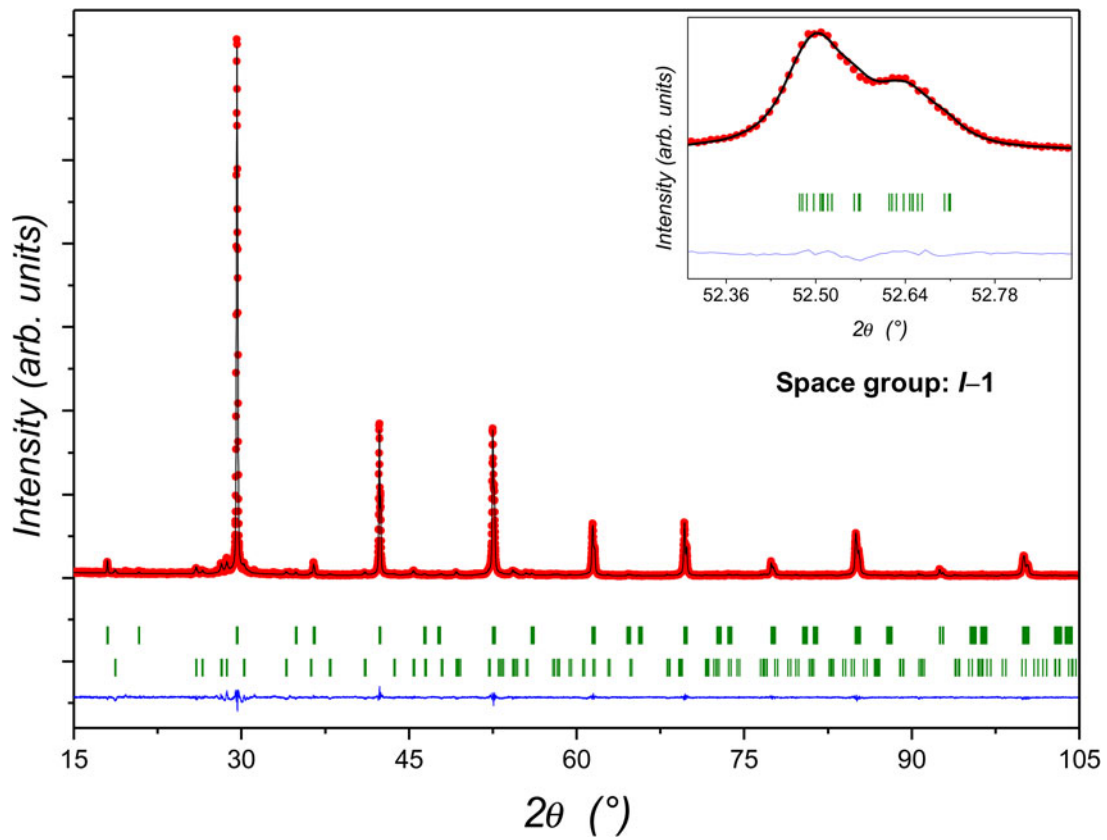 Intensity (arb. units)
Intensity (arb. units)
52.36 52.50 52.64 52.78
2θ (°)
Space group: I–1
15 30 45 60 75 90 105
2θ (°)